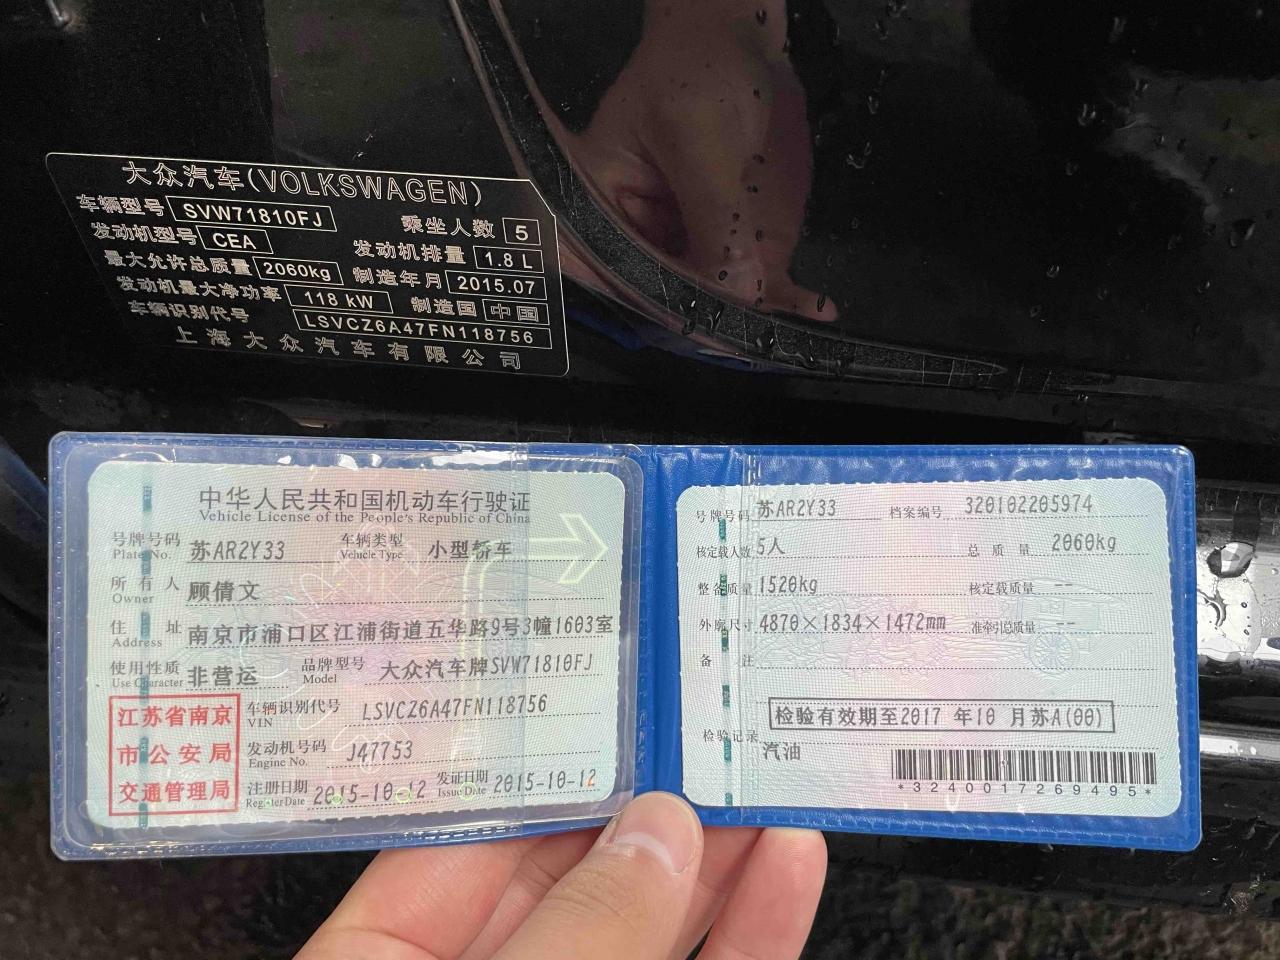 大众汽车(VOLKSWAGEN)
车辆型号 SVW71810FJ 乘坐人数 5
发动机型号 CEA 发动机排量 1.8 L
最大允许总质量 2060kg 制造年月 2015.07
发动机最大净功率 118 kW 制造国 中国
车辆识别代号 LSVCZ6A47FN118756
上海大众汽车有限公司
中华人民共和国机动车行驶证
Vehicle License of the People's Republic of China
号牌号码 苏AR2Y33 车辆类型 小型轿车
Plate No. Vehicle Type
所有人 顾倩文
Owner
住址 南京市浦口区江浦街道五华路9号3幢1603室
Address
使用性质 非营运 品牌型号 大众汽车牌SVW71810FJ
Use Character Model
江苏省南京
市公安局
交通管理局
车辆识别代号 LSVCZ6A47FN118756
VIN
发动机号码 J47753
Engine No.
注册日期 2015-10-12 发证日期 2015-10-12
Register Date Issue Date
号牌号码 苏AR2Y33 档案编号 320102205974
核定载人数 5人 总质量 2060kg
整备质量 1520kg 核定载质量 --
外廓尺寸 4870×1834×1472mm 准牵引总质量 --
备注
检验有效期至2017 年10 月苏A(00)
检验记录
汽油
*3240017269495*